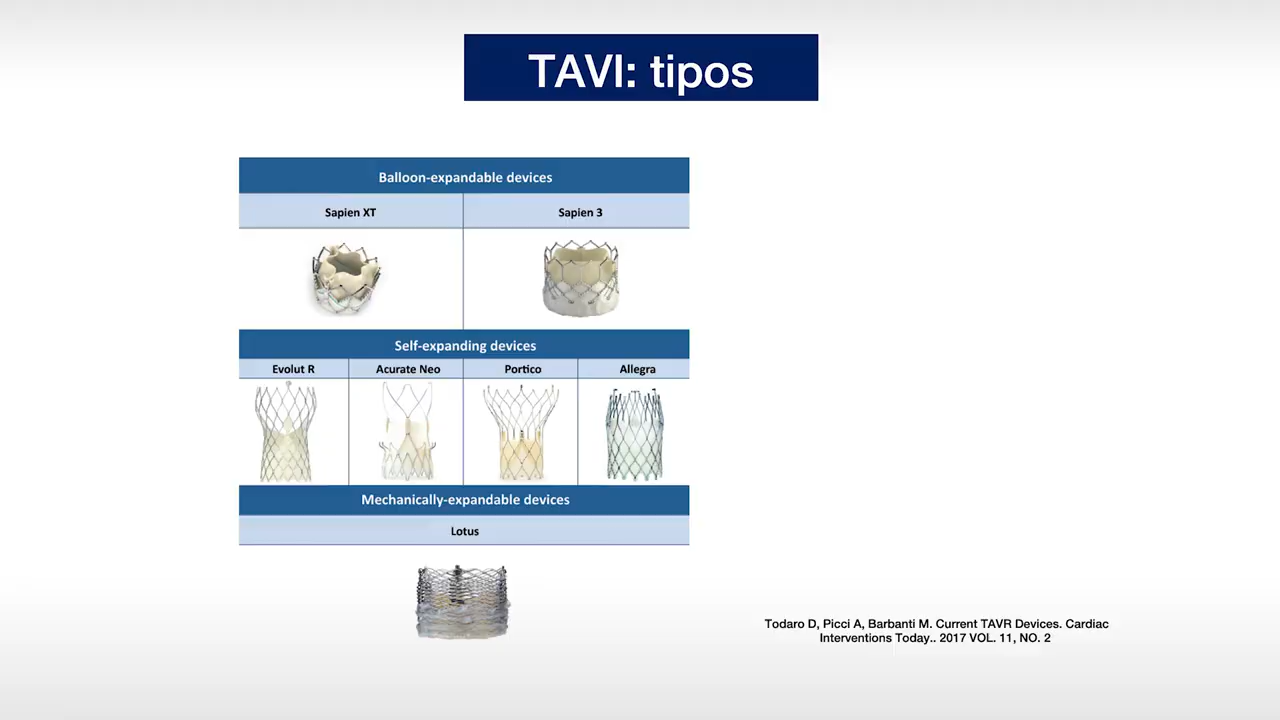 TAVI: tipos
Balloon-expandable devices
Sapien XT
Sapien 3
Self-expanding devices
Evolut R
Acurate Neo
Portico
Allegra
Mechanically-expandable devices
Lotus
Todaro D, Picci A, Barbanti M. Current TAVR Devices. Cardiac
Interventions Today.. 2017 VOL. 11, NO. 2